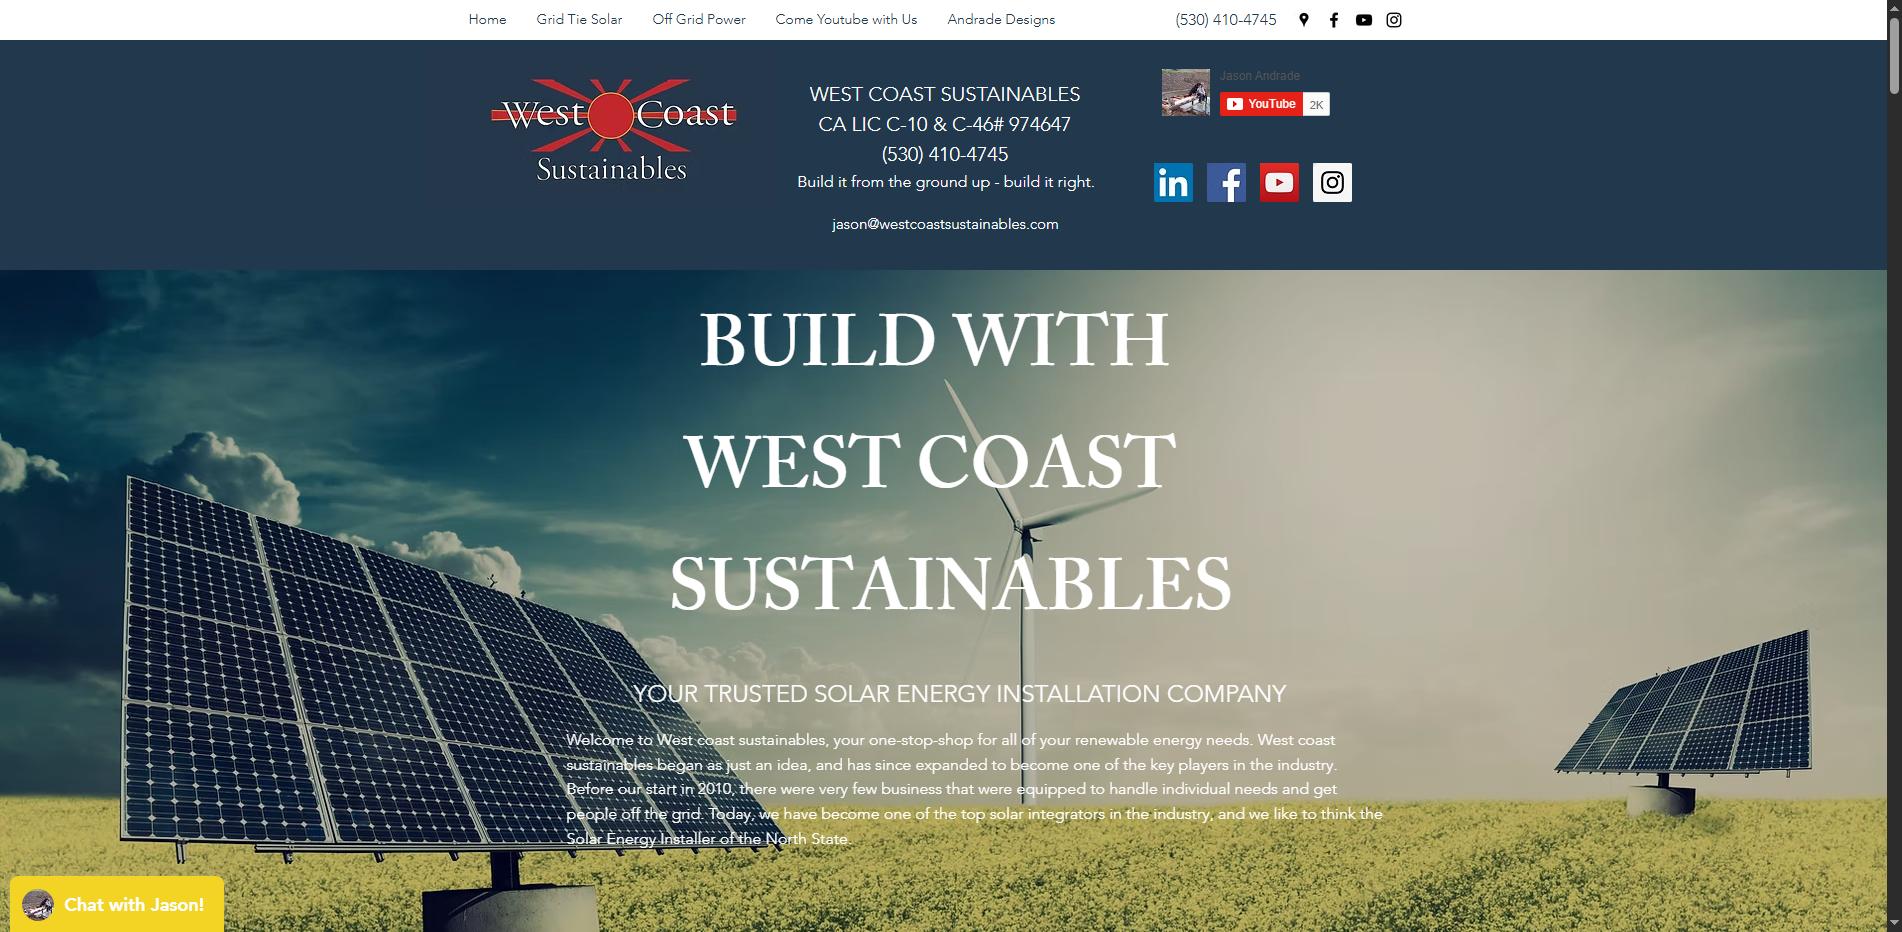 Home
Grid Tie Solar
Off Grid Power
Come Youtube with Us
Andrade Designs
(530) 410-4745
West Coast
Sustainables
WEST COAST SUSTAINABLES
CA LIC C-10 & C-46# 974647
(530) 410-4745
Build it from the ground up - build it right.
jason@westcoastsustainables.com
Jason Andrade
YouTube 2K
in
BUILD WITH
WEST COAST
SUSTAINABLES
YOUR TRUSTED SOLAR ENERGY INSTALLATION COMPANY
Welcome to West coast sustainables, your one-stop-shop for all of your renewable energy needs. West coast
sustainables began as just an idea, and has since expanded to become one of the key players in the industry.
Before our start in 2010, there were very few business that were equipped to handle individual needs and get
people off the grid. Today, we have become one of the top solar integrators in the industry, and we like to think the
Solar Energy Installer of the North State.
Chat with Jason!